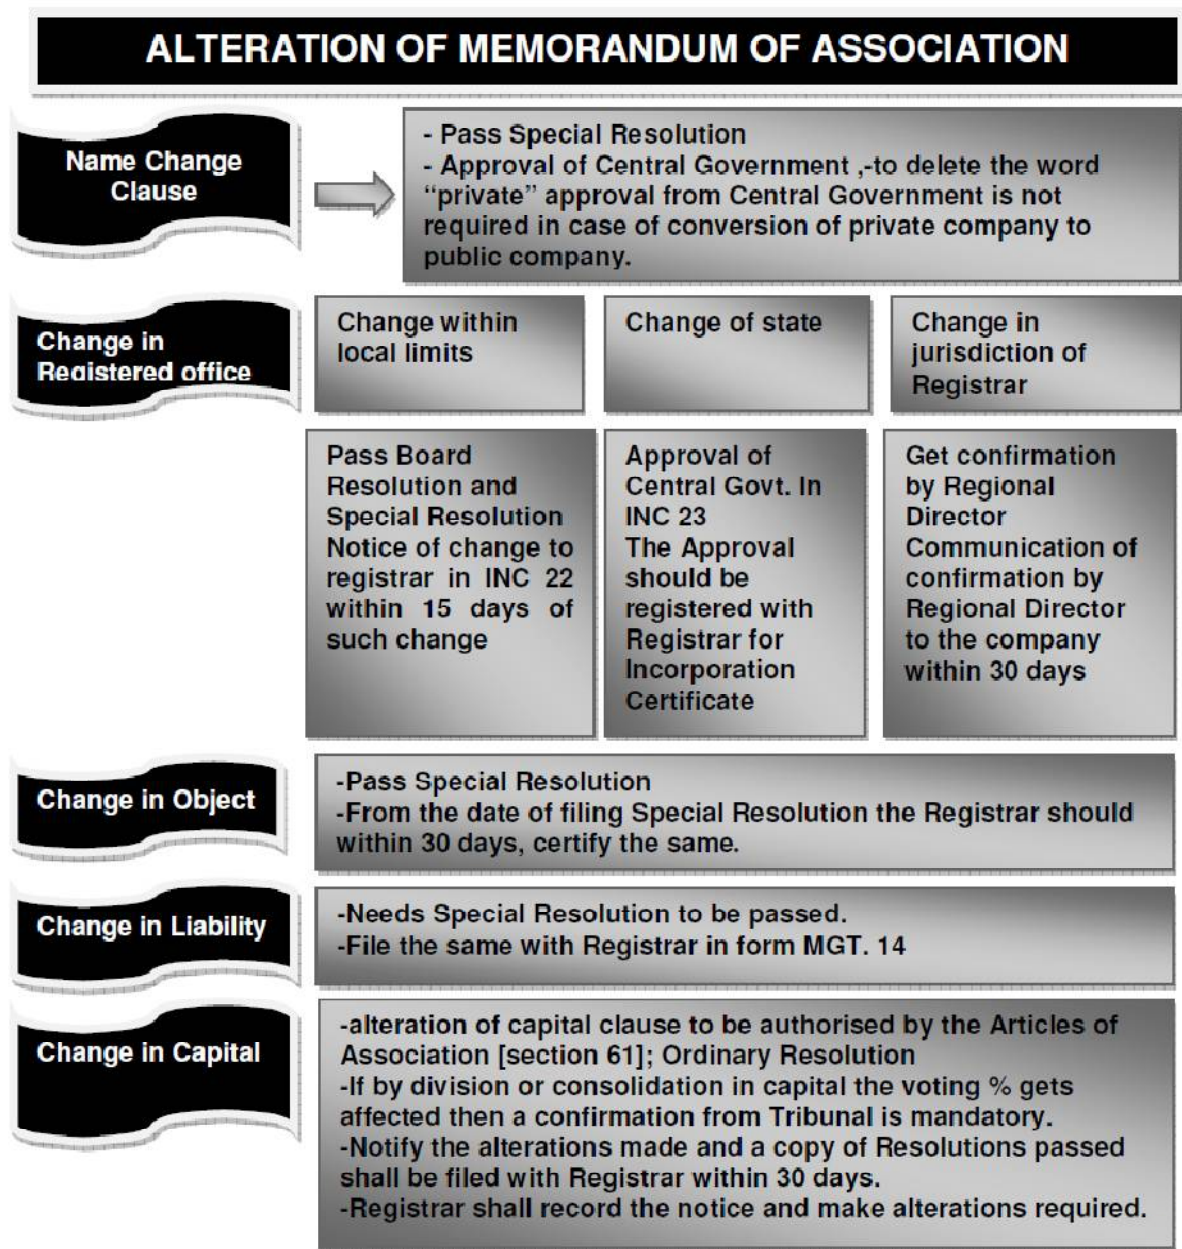 ALTERATION OF MEMORANDUM OF ASSOCIATION
Name Change
Clause
- Pass Special Resolution
- Approval of Central Government ,-to delete the word
“private” approval from Central Government is not
required in case of conversion of private company to
public company.
Change in
Registered office
Change within
local limits
Change of state
Change in
jurisdiction of
Registrar
Pass Board
Resolution and
Special Resolution
Notice of change to
registrar in INC 22
within 15 days of
such change
Approval of
Central Govt. In
INC 23
The Approval
should be
registered with
Registrar for
Incorporation
Certificate
Get confirmation
by Regional
Director
Communication of
confirmation by
Regional Director
to the company
within 30 days
Change in Object
-Pass Special Resolution
-From the date of filing Special Resolution the Registrar should
within 30 days, certify the same.
Change in Liability
-Needs Special Resolution to be passed.
-File the same with Registrar in form MGT. 14
Change in Capital
-alteration of capital clause to be authorised by the Articles of
Association [section 61]; Ordinary Resolution
-If by division or consolidation in capital the voting % gets
affected then a confirmation from Tribunal is mandatory.
-Notify the alterations made and a copy of Resolutions passed
shall be filed with Registrar within 30 days.
-Registrar shall record the notice and make alterations required.